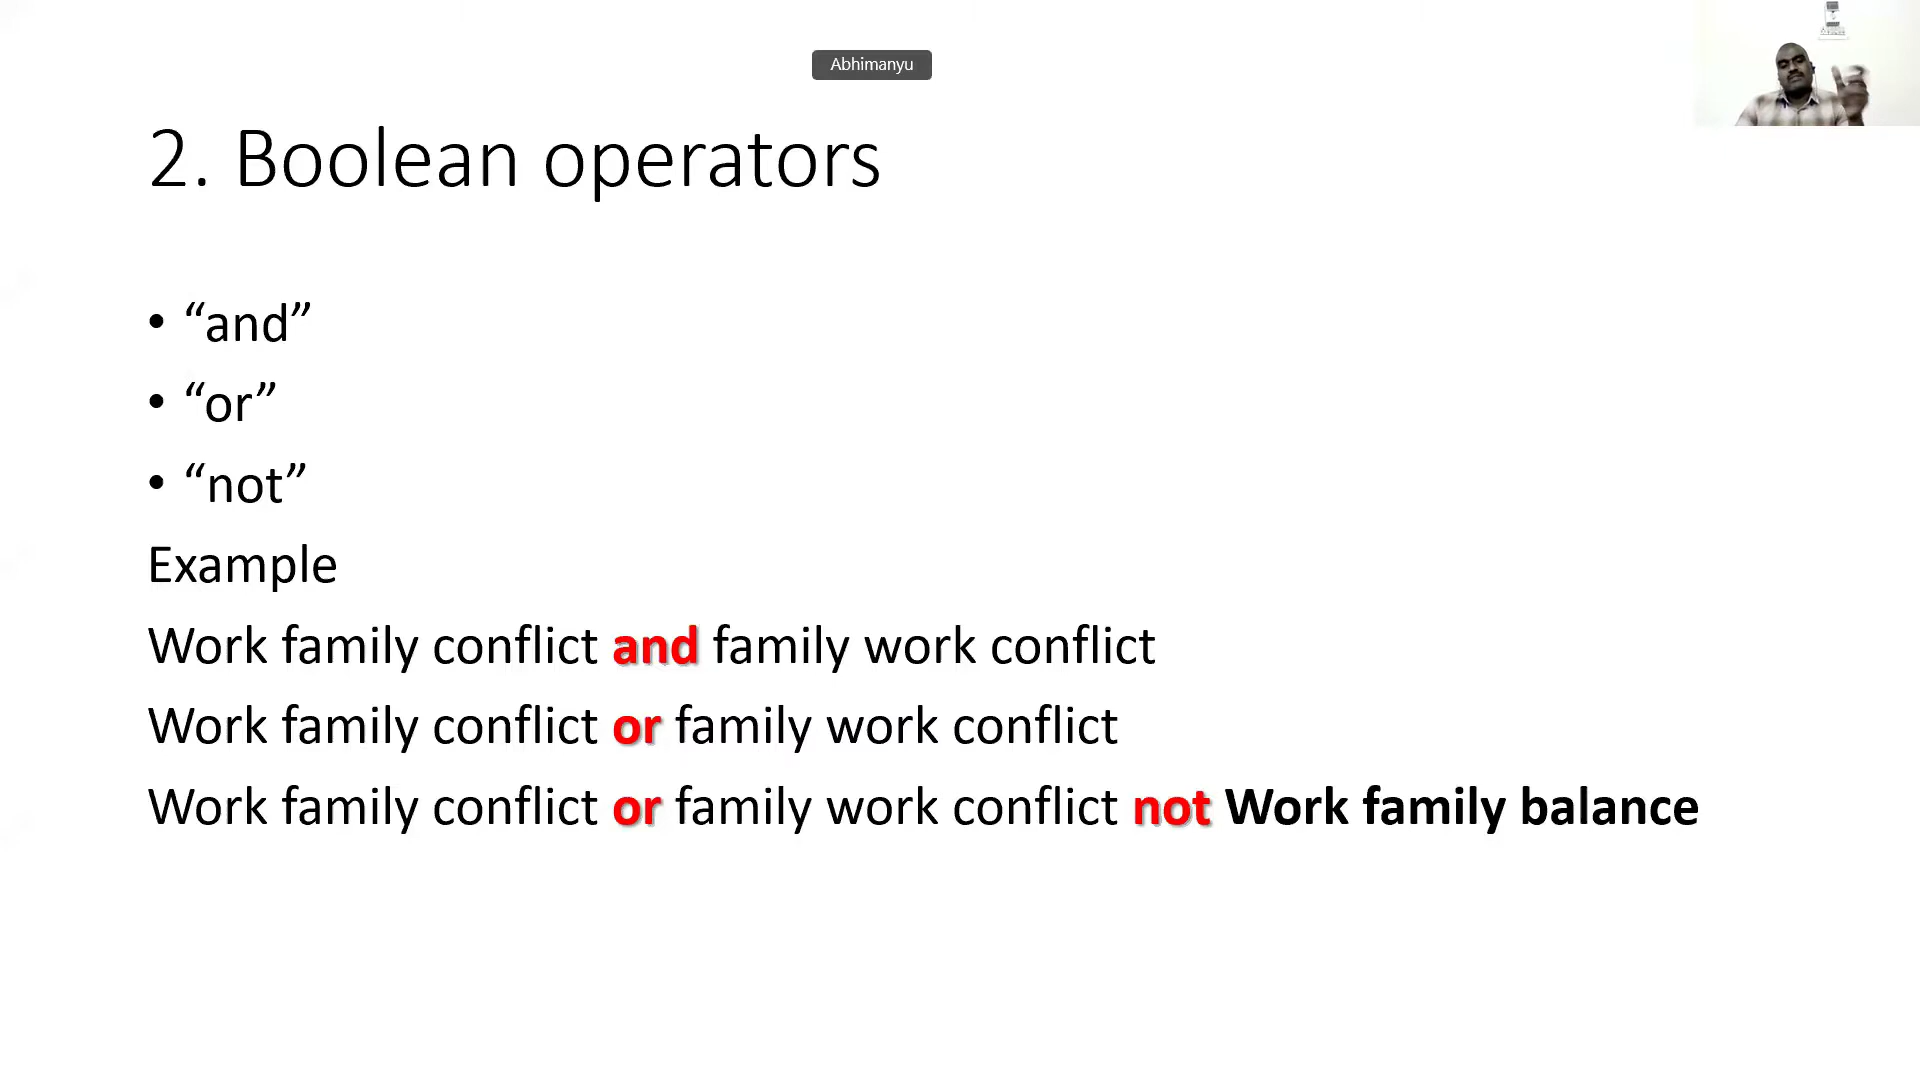 Abhimanyu
2. Boolean operators
• “and”
• “or”
• “not”
Example
Work family conflict and family work conflict
Work family conflict or family work conflict
Work family conflict or family work conflict not Work family balance